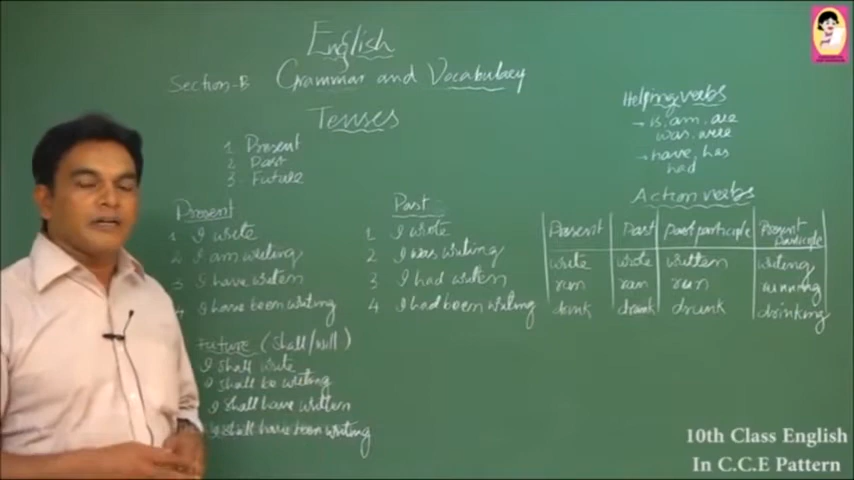 English
Section-B Grammar and Vocabulary
Tenses
1 Present
2 Past
3. Future
Present
1 I write
2 I am writing
3 I have writen
4 I have been writing
Past
1. I wrote
2 I was writing
3 I had writen
4 I had been writing
Future (shall/will)
I shall write
I shall be writing
I shall have written
I shall have been writing
Helping verbs
→ is, am, are
was, were
→ have, has
had
Action verbs
Present Past Past participle Present participle
write wrote written writing
run ran run running
drink drank drunk drinking
10th Class English
In C.C.E Pattern